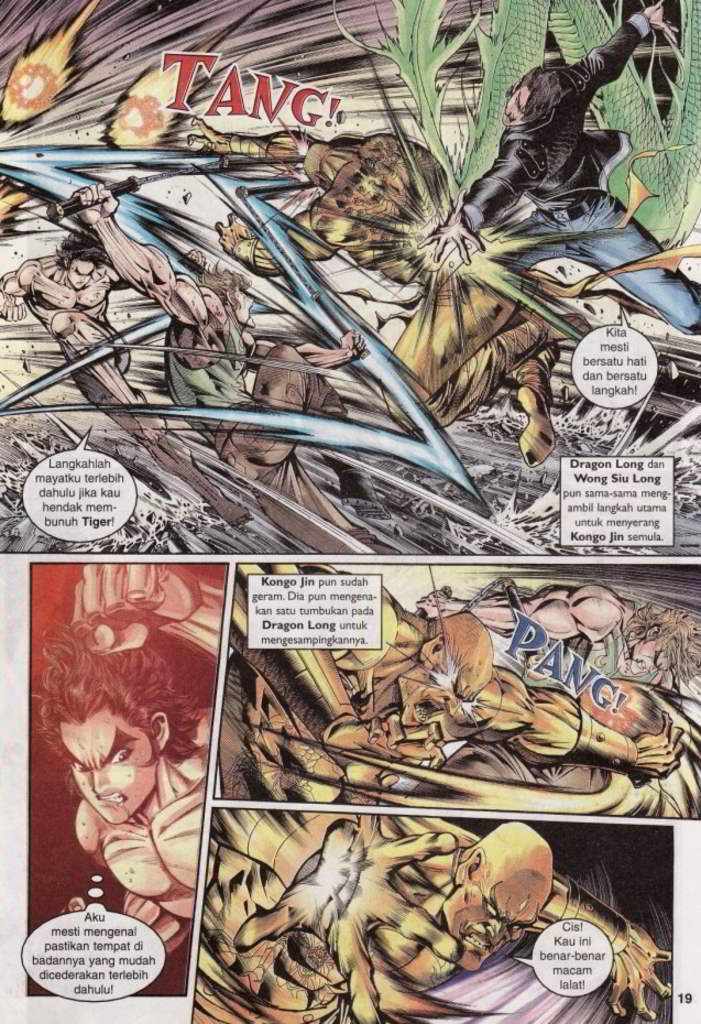 TANG!
Kita
mesti
bersatu hati
dan bersatu
langkah!
Langkahlah
mayatku terlebih
dahulu jika kau
hendak mem-
bunuh Tiger!
Dragon Long dan
Wong Siu Long
pun sama-sama meng-
ambil langkah utama
untuk menyerang
Kongo Jin semula.
Kongo Jin pun sudah
geram. Dia pun mengena-
kan satu tumbukan pada
Dragon Long untuk
mengesampingkannya.
PANG!
Aku
mesti mengenal
pastikan tempat di
badannya yang mudah
dicederakan terlebih
dahulu!
Cis!
Kau ini
benar-benar
macam
lalat!
19